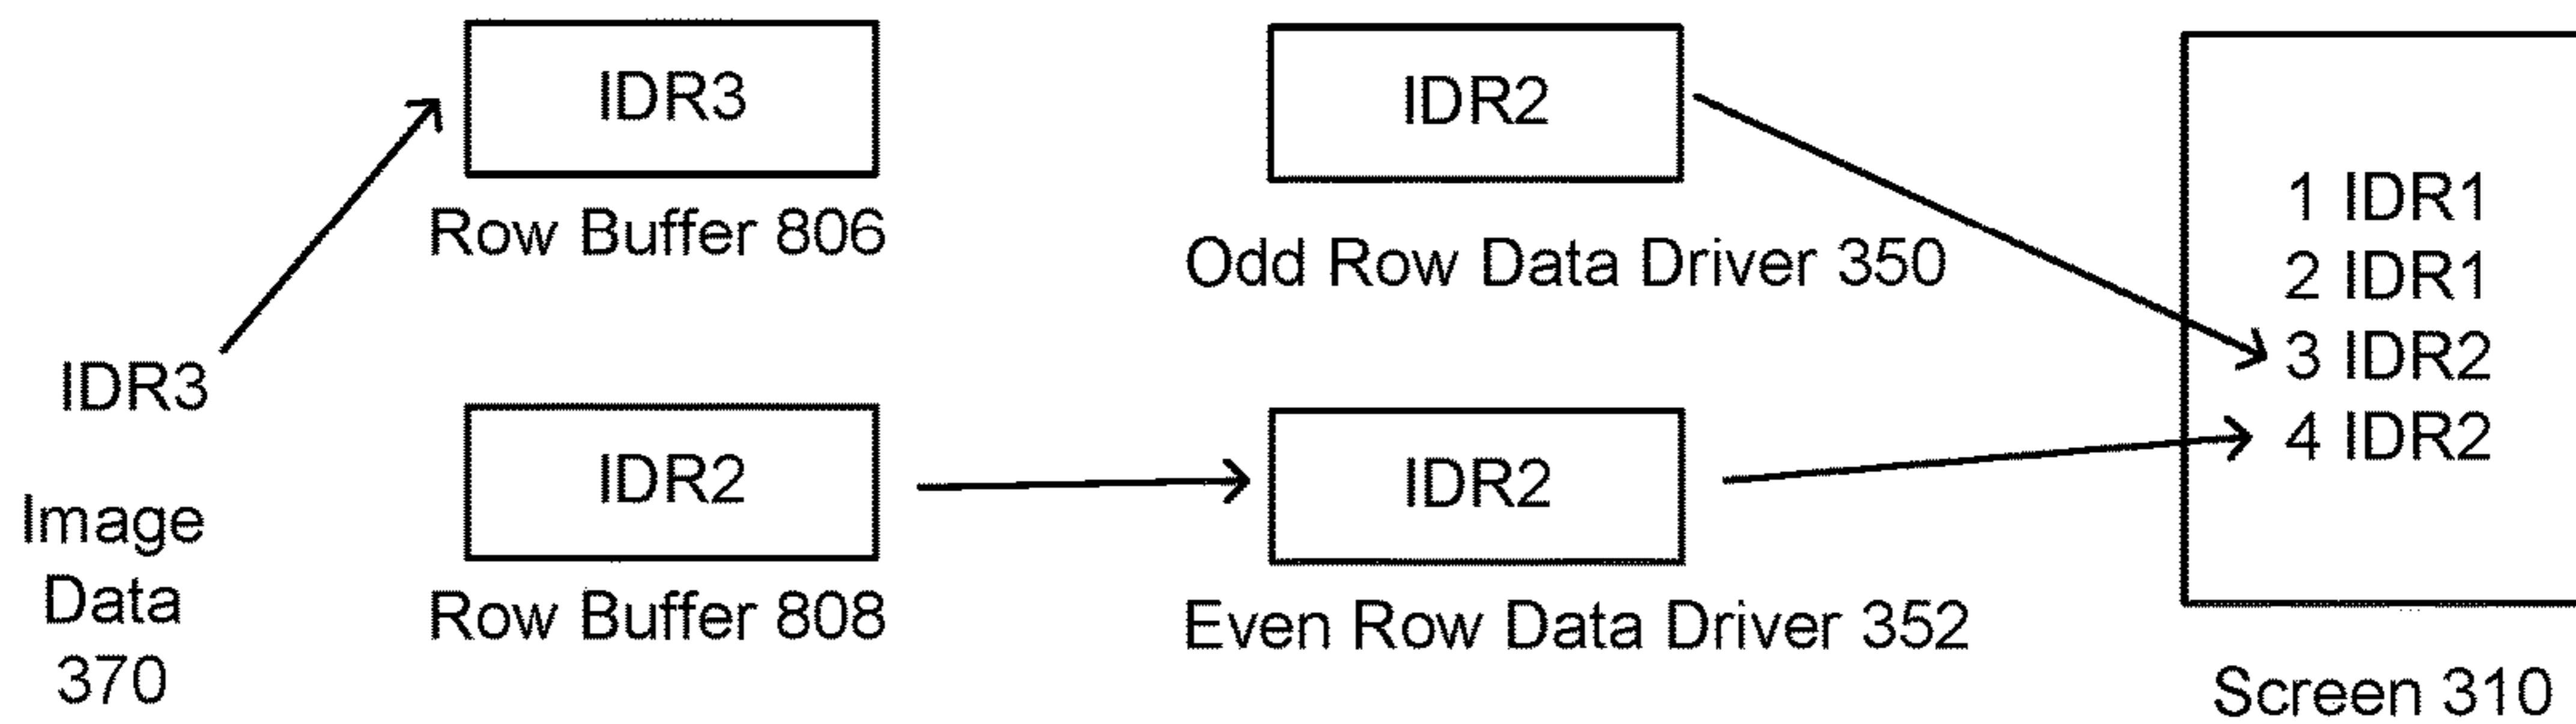 IDR3
Image
Data
370
IDR3
Row Buffer 806
IDR2
Row Buffer 808
IDR2
Odd Row Data Driver 350
IDR2
Even Row Data Driver 352
1 IDR1
2 IDR1
3 IDR2
4 IDR2
Screen 310